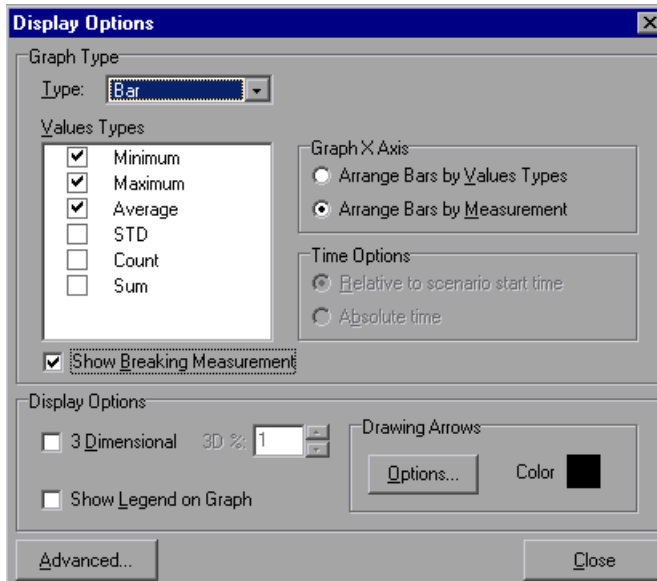 Display Options
Graph Type
Type: Bar
Values Types
Minimum
Maximum
Average
STD
Count
Sum
Show Breaking Measurement
Graph X Axis
Arrange Bars by Values Types
Arrange Bars by Measurement
Time Options
Relative to scenario start time
Absolute time
Display Options
3 Dimensional 3D %: 1
Show Legend on Graph
Drawing Arrows
Options... Color
Advanced... Close